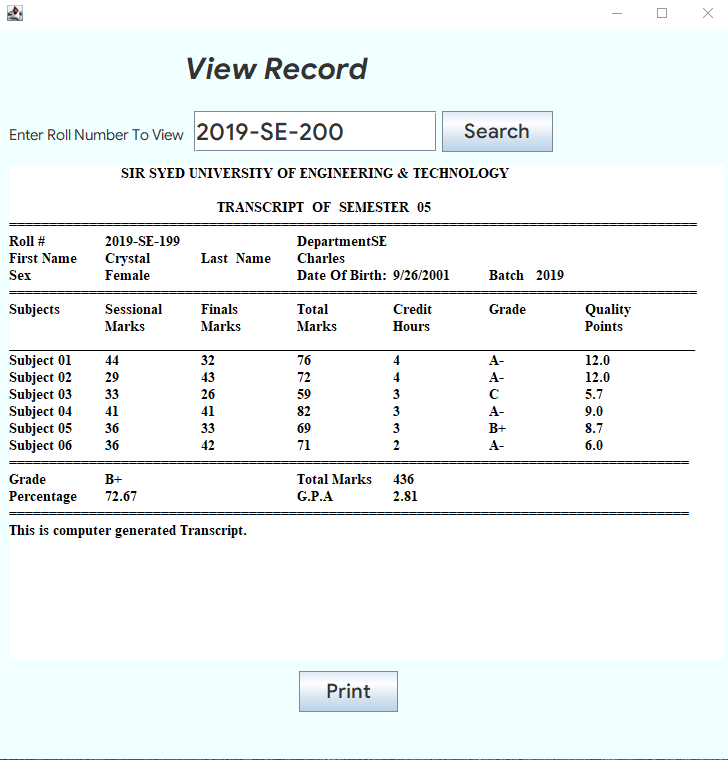 View Record
Enter Roll Number To View 2019-SE-200 Search
SIR SYED UNIVERSITY OF ENGINEERING & TECHNOLOGY
TRANSCRIPT OF SEMESTER 05
Roll # 2019-SE-199 DepartmentSE
First Name Crystal Last Name Charles
Sex Female Date Of Birth: 9/26/2001 Batch 2019
Subjects Sessional Finals Total Credit Grade Quality
Marks Marks Marks Hours Points
Subject 01 44 32 76 4 A- 12.0
Subject 02 29 43 72 4 A- 12.0
Subject 03 33 26 59 3 C 5.7
Subject 04 41 41 82 3 A- 9.0
Subject 05 36 33 69 3 B+ 8.7
Subject 06 36 42 71 2 A- 6.0
Grade B+ Total Marks 436
Percentage 72.67 G.P.A 2.81
This is computer generated Transcript.
Print